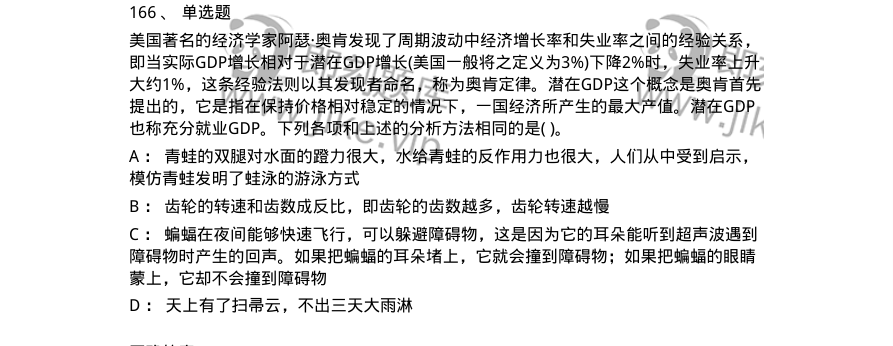 166 、 单选题
美国著名的经济学家阿瑟·奥肯发现了周期波动中经济增长率和失业率之间的经验关系，
即当实际GDP增长相对于潜在GDP增长(美国一般将之定义为3%)下降2%时，失业率上升
大约1%，这条经验法则以其发现者命名，称为奥肯定律。潜在GDP这个概念是奥肯首先
提出的，它是指在保持价格相对稳定的情况下，一国经济所产生的最大产值。潜在GDP
也称充分就业GDP。下列各项和上述的分析方法相同的是( )。
A ： 青蛙的双腿对水面的蹬力很大，水给青蛙的反作用力也很大，人们从中受到启示，
模仿青蛙发明了蛙泳的游泳方式
B ： 齿轮的转速和齿数成反比，即齿轮的齿数越多，齿轮转速越慢
C ： 蝙蝠在夜间能够快速飞行，可以躲避障碍物，这是因为它的耳朵能听到超声波遇到
障碍物时产生的回声。如果把蝙蝠的耳朵堵上，它就会撞到障碍物；如果把蝙蝠的眼睛
蒙上，它却不会撞到障碍物
D ： 天上有了扫帚云，不出三天大雨淋